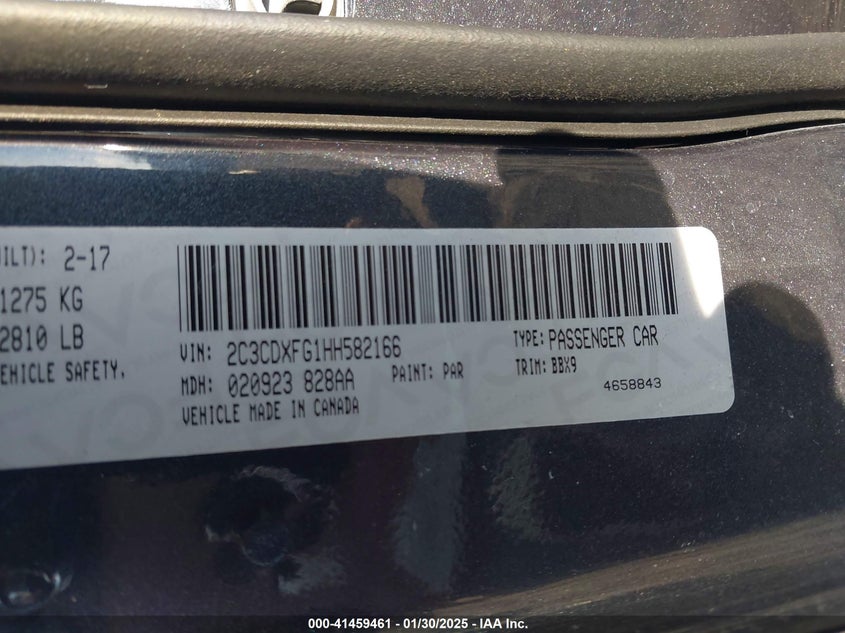 UILT): 2-17
1275 KG
2810 LB
EHICLE SAFETY.
VIN: 2C3CDXFG1HH582166
TYPE: PASSENGER CAR
MDH: 020923 828AA
PAINT: PAR
TRIM: BBX9
VEHICLE MADE IN CANADA
4658843
000-41459461 - 01/30/2025 - IAA Inc.